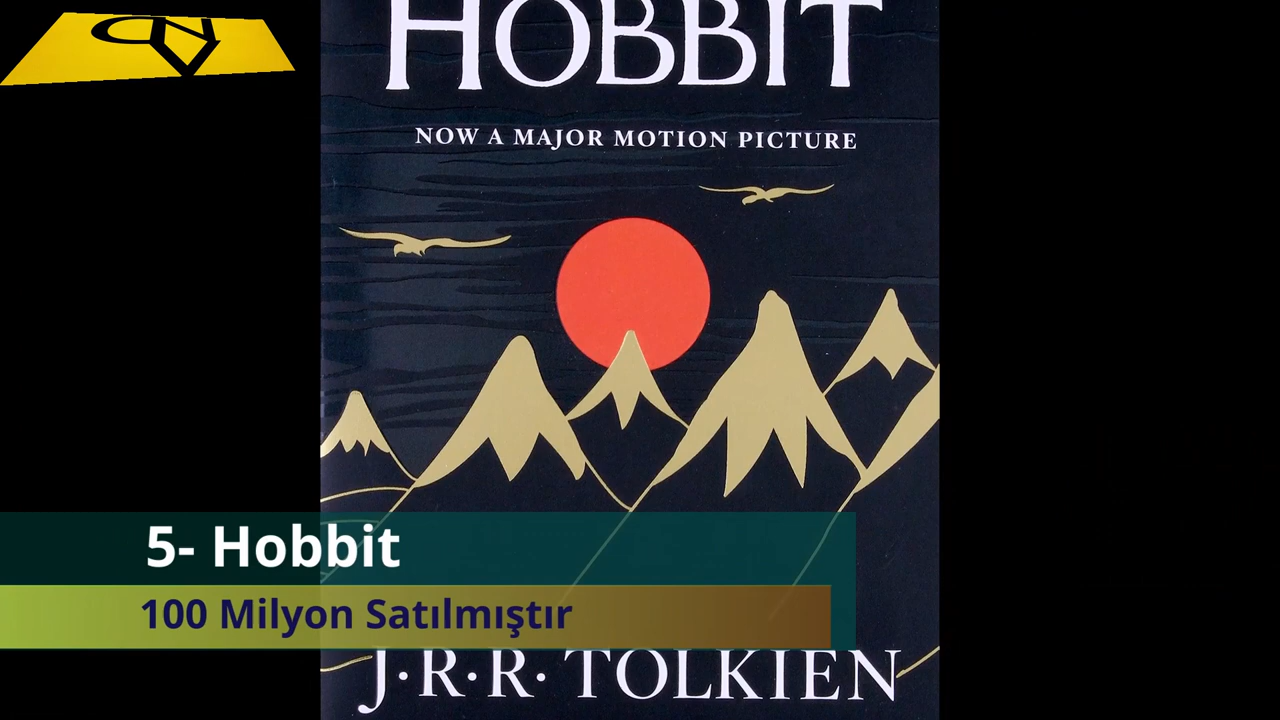 HOBBIT
NOW A MAJOR MOTION PICTURE
5- Hobbit
100 Milyon Satılmıştır
J·R·R· TOLKIEN